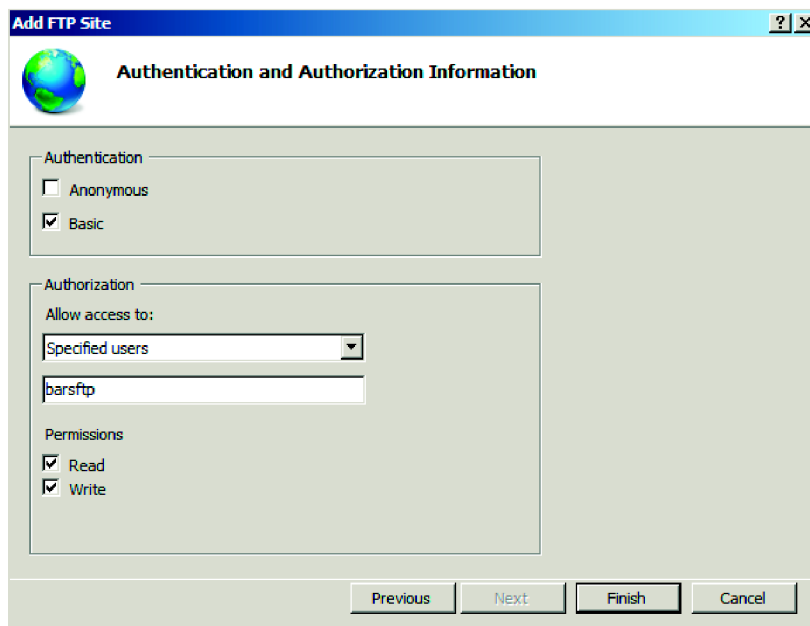 Add FTP Site
Authentication and Authorization Information
Authentication
Anonymous
Basic
Authorization
Allow access to:
Specified users
barsftp
Permissions
Read
Write
Previous Next Finish Cancel